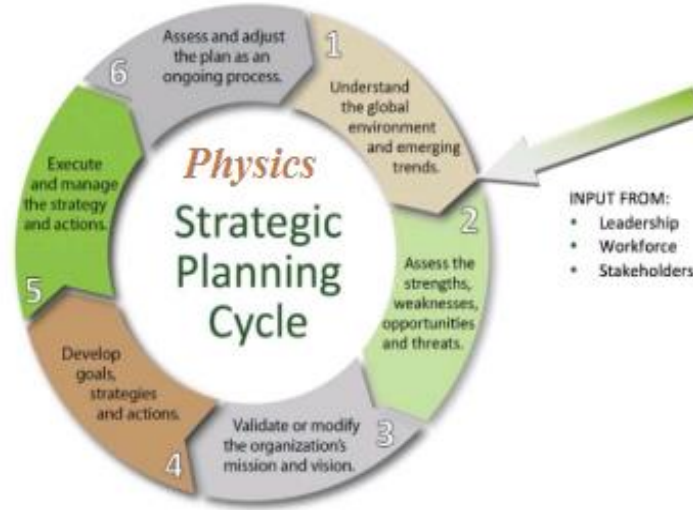 Physics
Strategic
Planning
Cycle
1
Understand
the global
environment
and emerging
trends.
2
Assess the
strengths,
weaknesses,
opportunities
and threats.
3
Validate or modify
the organization's
mission and vision.
4
Develop
goals,
strategies
and actions.
5
Execute
and manage
the strategy
and actions.
6
Assess and adjust
the plan as an
ongoing process.
INPUT FROM:
• Leadership
• Workforce
• Stakeholders